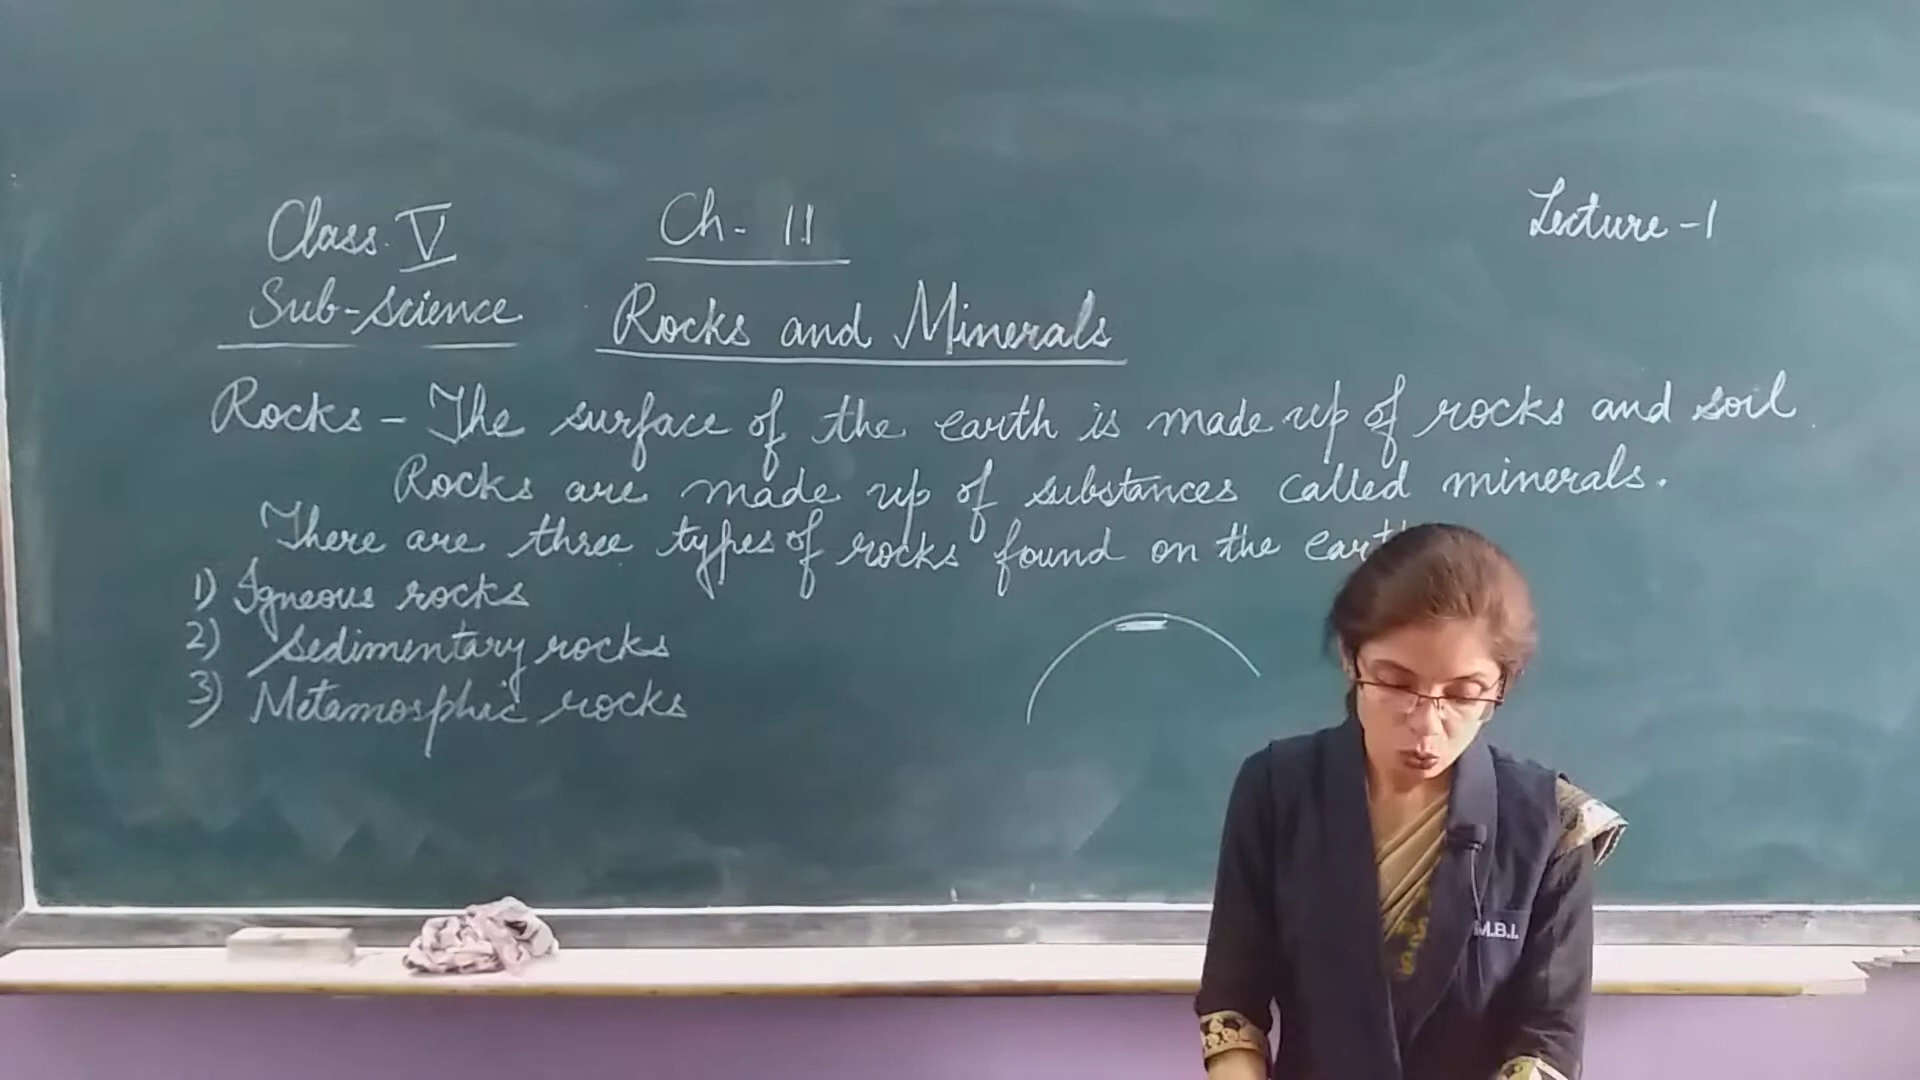 Class V
Ch- 11
Lecture-1
Sub-science
Rocks and Minerals
Rocks - The surface of the earth is made up of rocks and soil.
Rocks are made up of substances called minerals.
There are three types of rocks found on the eart
1) Igneous rocks
2) Sedimentary rocks
3) Metamosphic rocks
M.B.I.